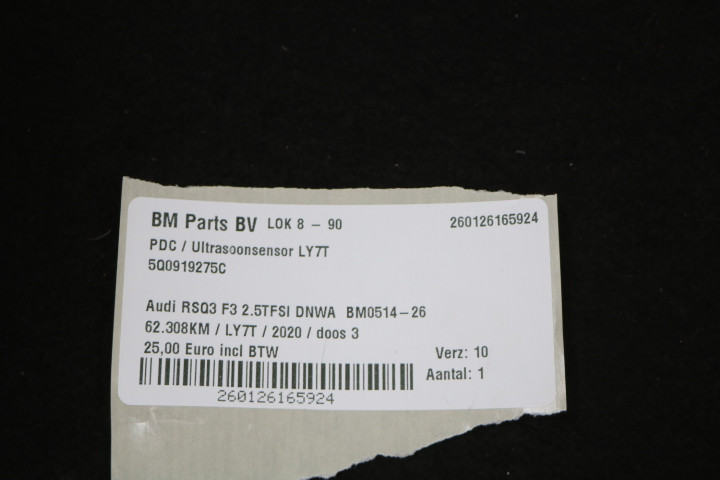 BM Parts BV LOK 8 - 90 260126165924
PDC / Ultrasoonsensor LY7T
5Q0919275C
Audi RSQ3 F3 2.5TFSI DNWA BM0514-26
62.308KM / LY7T / 2020 / doos 3
25,00 Euro incl BTW Verz: 10
Aantal: 1
260126165924